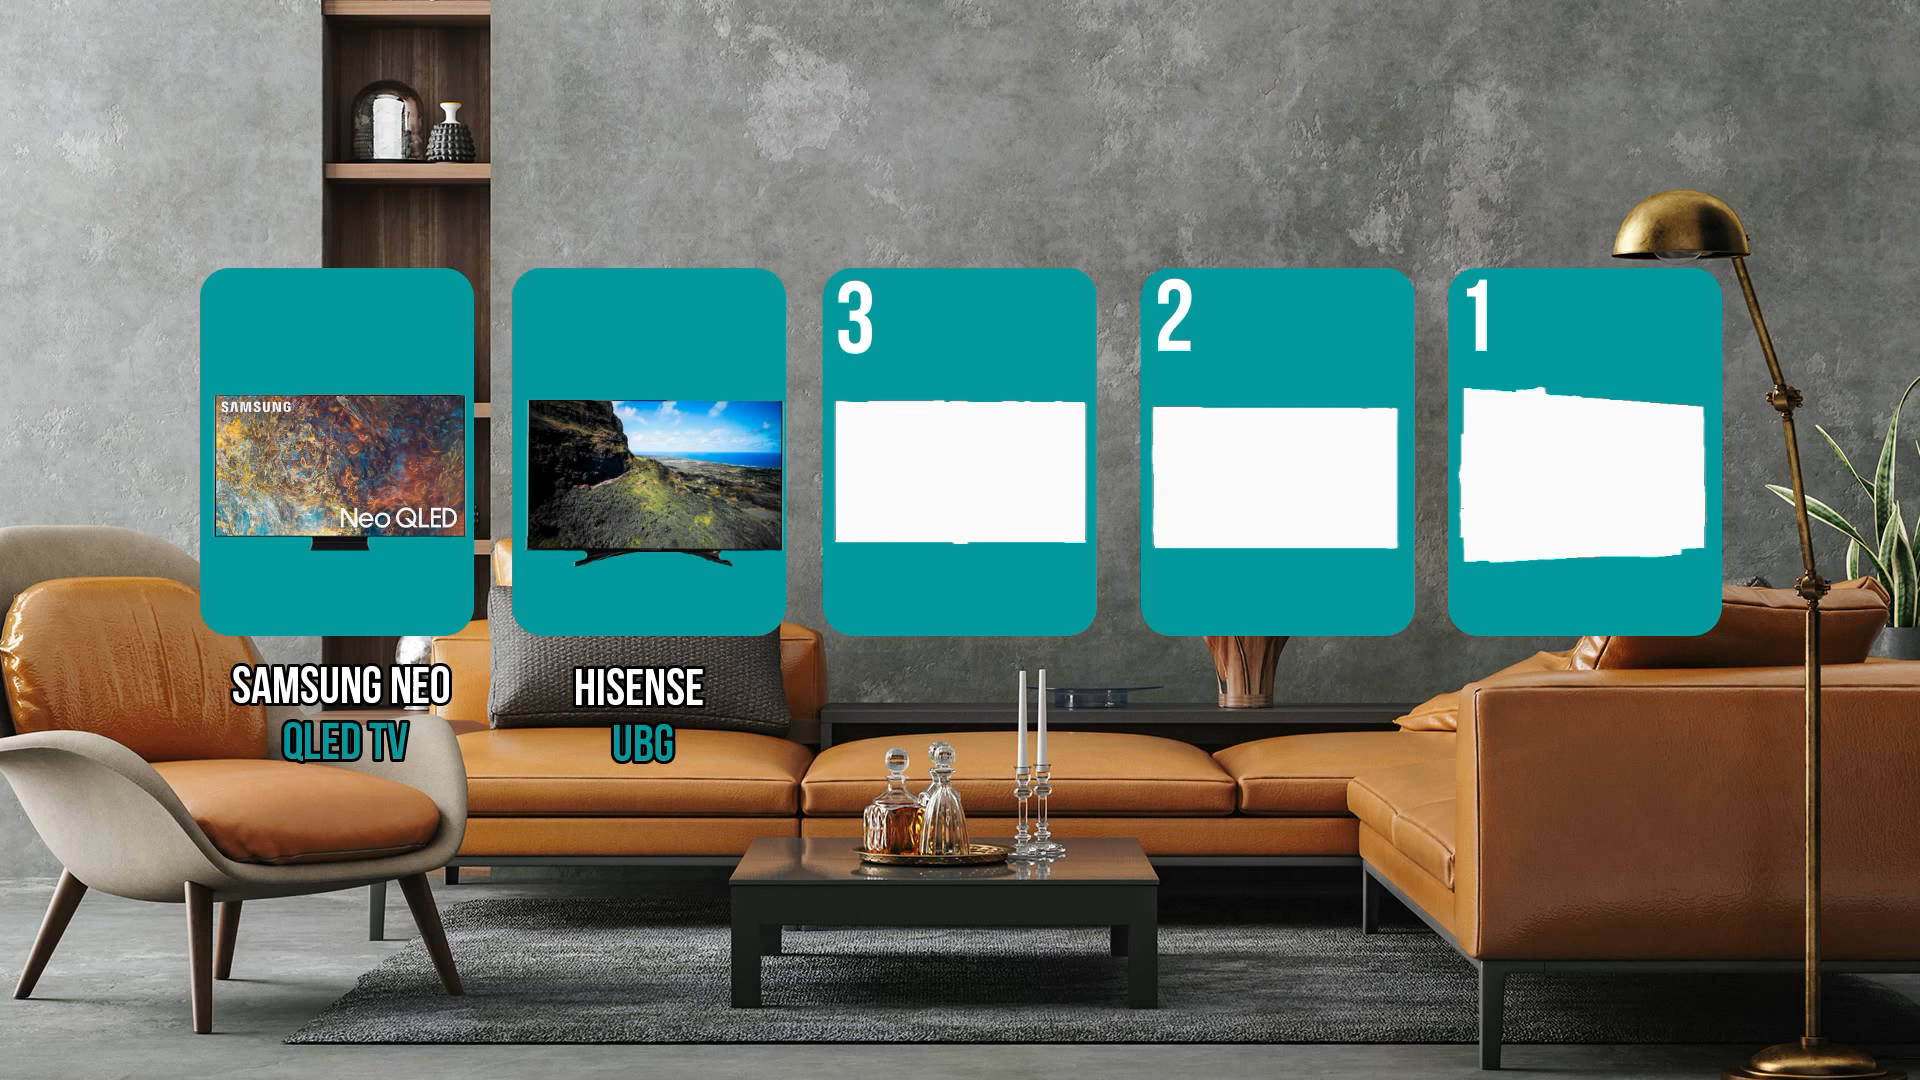 3
2
1
SAMSUNG
Neo QLED
SAMSUNG NEO
QLED TV
HISENSE
UBG